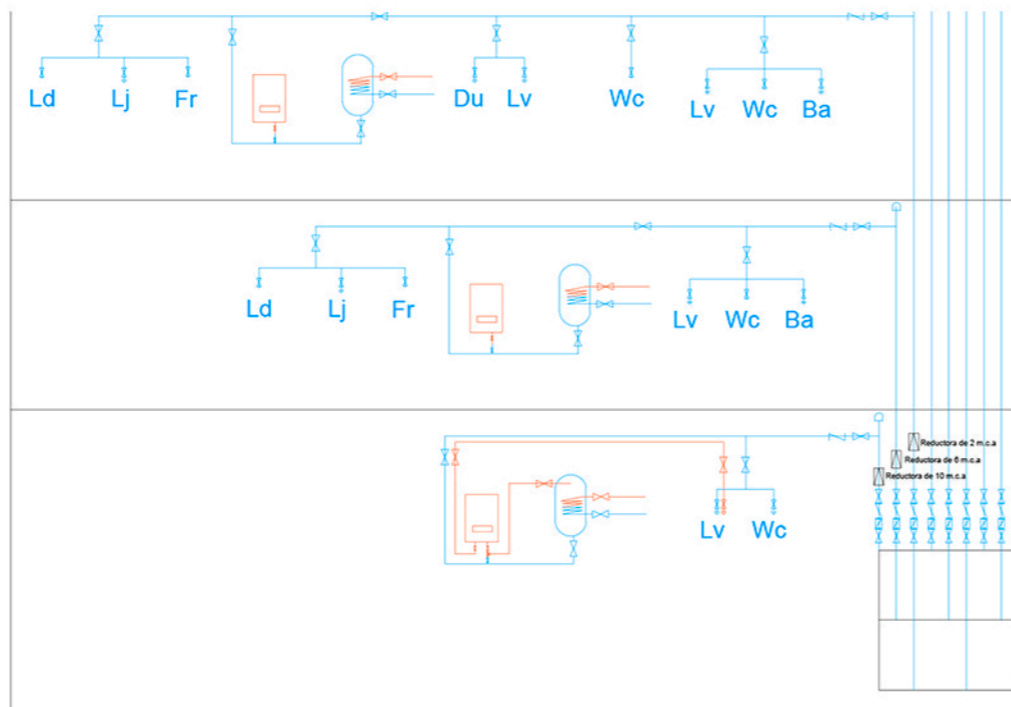 Ld Lj Fr Du Lv Wc Lv Wc Ba
Ld Lj Fr Lv Wc Ba
Reductora de 2 m.c.a
Reductora de 6 m.c.a
Reductora de 10 m.c.a
Lv Wc